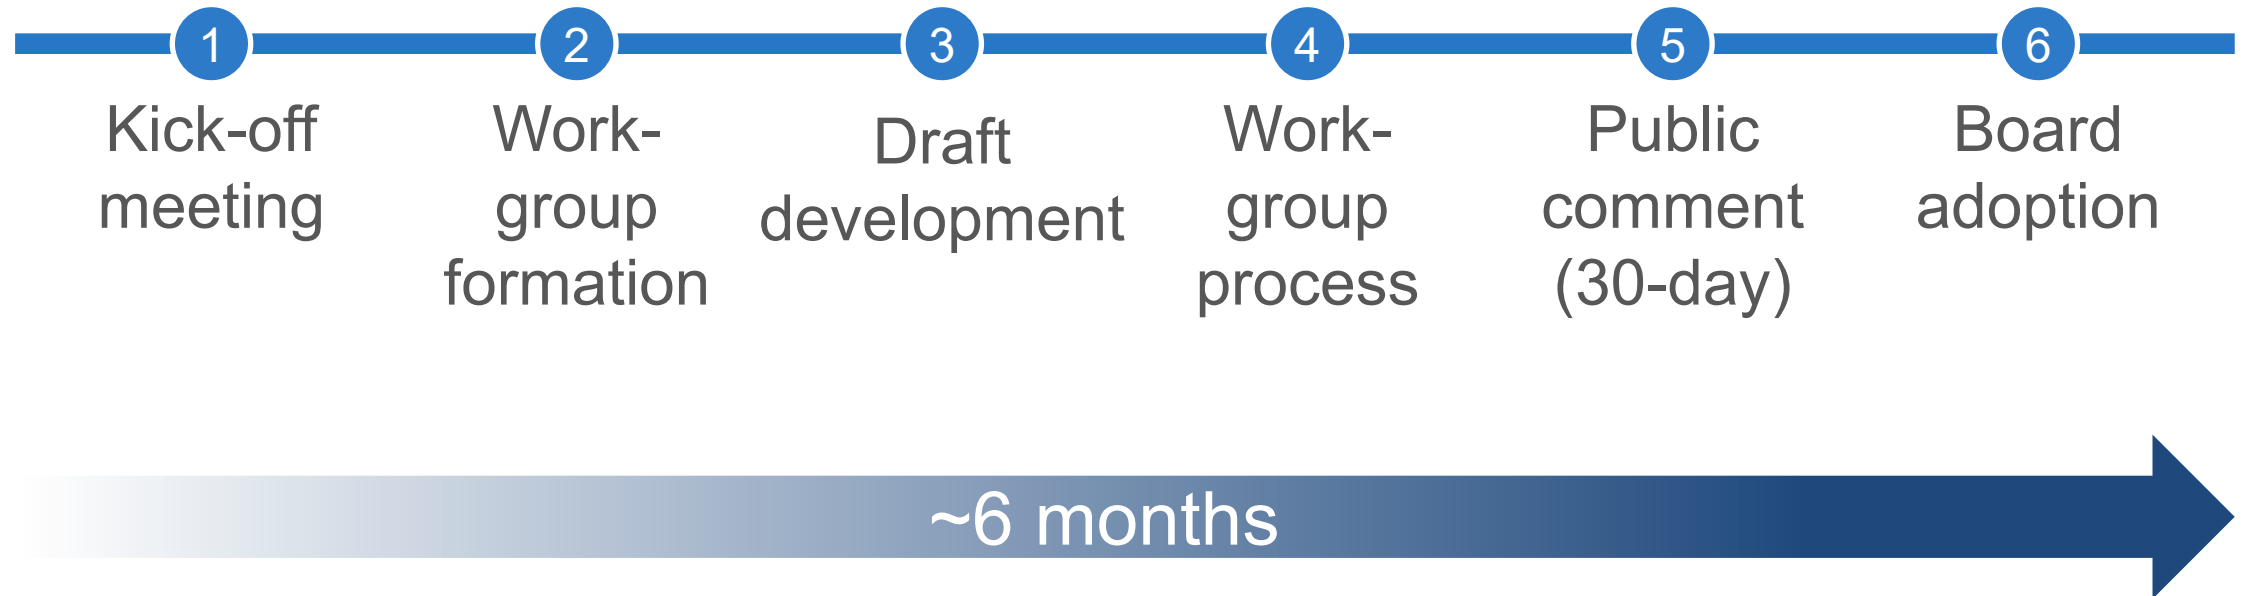 1
Kick-off
meeting
2
Work-
group
formation
3
Draft
development
4
Work-
group
process
5
Public
comment
(30-day)
6
Board
adoption
~6 months